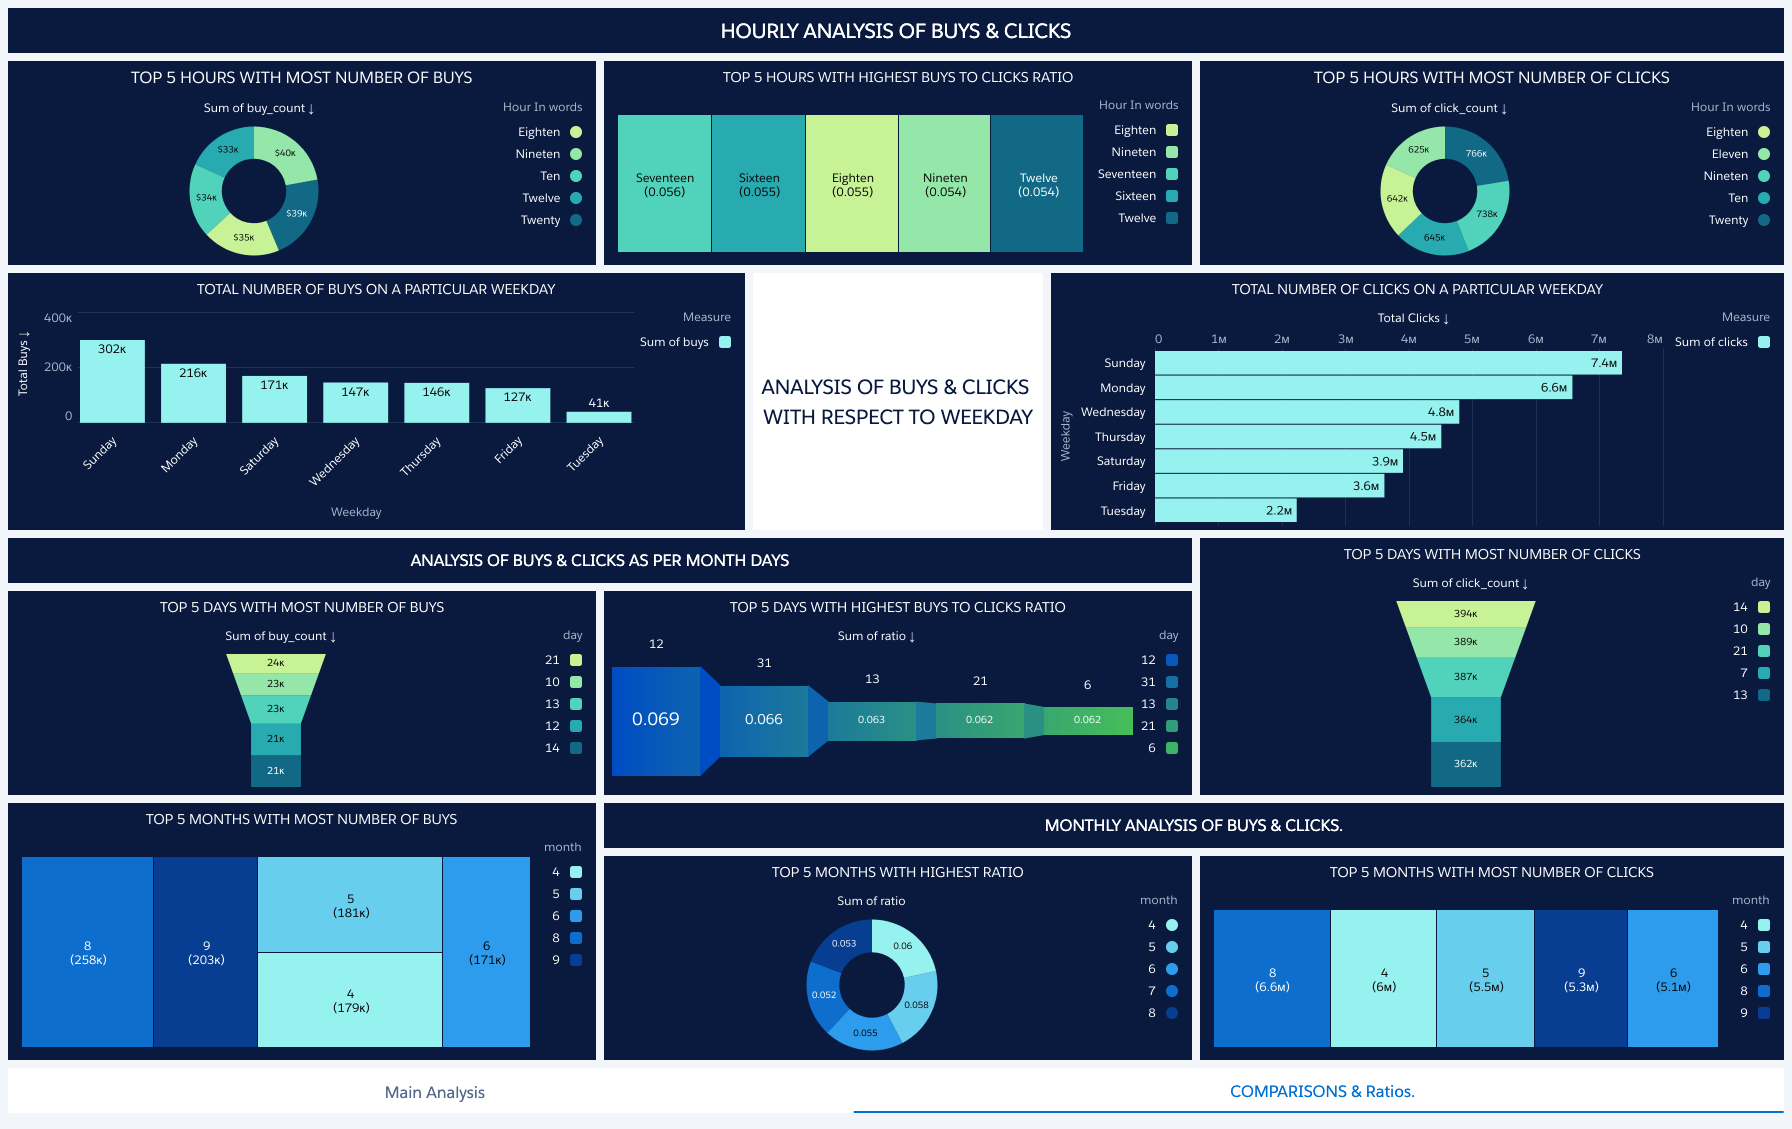 HOURLY ANALYSIS OF BUYS & CLICKS
TOP 5 HOURS WITH MOST NUMBER OF BUYS
Sum of buy_count ↓
Hour In words
$40K
$39K
$35K
$34K
$33K
Eighten
Nineten
Ten
Twelve
Twenty
TOP 5 HOURS WITH HIGHEST BUYS TO CLICKS RATIO
Hour In words
Seventeen
(0.056)
Sixteen
(0.055)
Eighten
(0.055)
Nineten
(0.054)
Twelve
(0.054)
Eighten
Nineten
Seventeen
Sixteen
Twelve
TOP 5 HOURS WITH MOST NUMBER OF CLICKS
Sum of click_count ↓
Hour In words
766K
738K
645K
642K
625K
Eighten
Eleven
Nineten
Ten
Twenty
TOTAL NUMBER OF BUYS ON A PARTICULAR WEEKDAY
Total Buys ↓
400K
200K
0
302K
216K
171K
147K
146K
127K
41K
Sunday
Monday
Saturday
Wednesday
Thursday
Friday
Tuesday
Weekday
Measure
Sum of buys
ANALYSIS OF BUYS & CLICKS
WITH RESPECT TO WEEKDAY
TOTAL NUMBER OF CLICKS ON A PARTICULAR WEEKDAY
Total Clicks ↓
0 1M 2M 3M 4M 5M 6M 7M 8M
Weekday
Sunday 7.4M
Monday 6.6M
Wednesday 4.8M
Thursday 4.5M
Saturday 3.9M
Friday 3.6M
Tuesday 2.2M
Measure
Sum of clicks
ANALYSIS OF BUYS & CLICKS AS PER MONTH DAYS
TOP 5 DAYS WITH MOST NUMBER OF BUYS
Sum of buy_count ↓
24K
23K
23K
21K
21K
day
21
10
13
12
14
TOP 5 DAYS WITH HIGHEST BUYS TO CLICKS RATIO
Sum of ratio ↓
12
31
13
21
6
0.069
0.066
0.063
0.062
0.062
day
12
31
13
21
6
TOP 5 DAYS WITH MOST NUMBER OF CLICKS
Sum of click_count ↓
394K
389K
387K
364K
362K
day
14
10
21
7
13
TOP 5 MONTHS WITH MOST NUMBER OF BUYS
8
(258K)
9
(203K)
5
(181K)
4
(179K)
6
(171K)
month
4
5
6
8
9
MONTHLY ANALYSIS OF BUYS & CLICKS.
TOP 5 MONTHS WITH HIGHEST RATIO
Sum of ratio
0.06
0.058
0.055
0.052
0.053
month
4
5
6
7
8
TOP 5 MONTHS WITH MOST NUMBER OF CLICKS
8
(6.6M)
4
(6M)
5
(5.5M)
9
(5.3M)
6
(5.1M)
month
4
5
6
8
9
Main Analysis
COMPARISONS & Ratios.